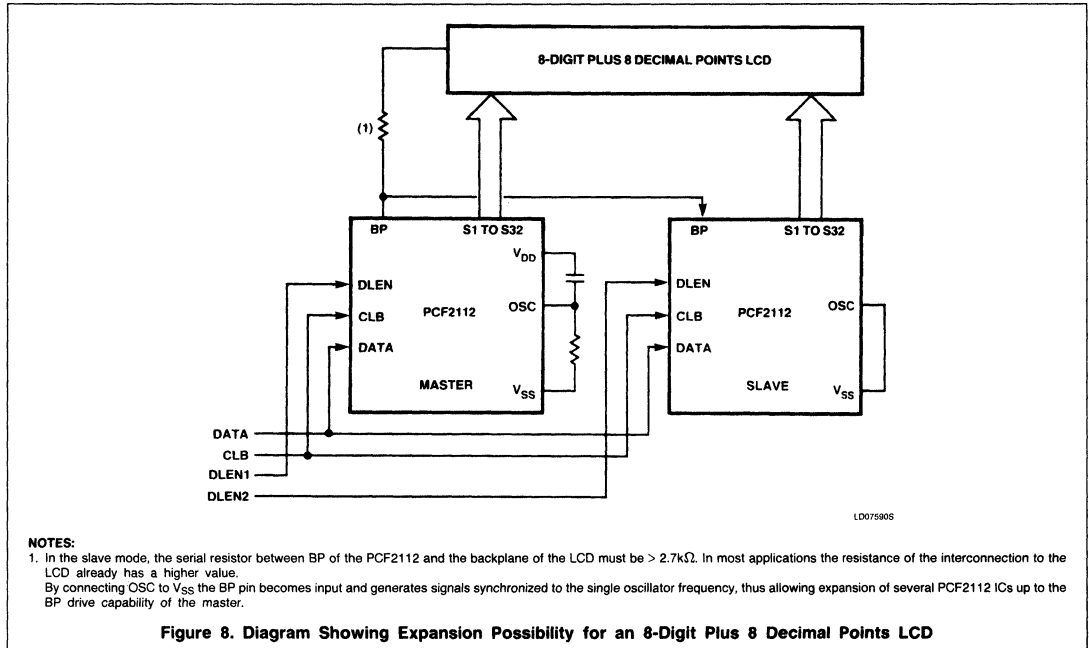 8-DIGIT PLUS 8 DECIMAL POINTS LCD
(1)
BP
S1 TO S32
VDD
DLEN
OSC
CLB
PCF2112
DATA
MASTER
VSS
BP
S1 TO S32
DLEN
OSC
CLB
PCF2112
DATA
SLAVE
VSS
DATA
CLB
DLEN1
DLEN2
LD07590S
NOTES:
1. In the slave mode, the serial resistor between BP of the PCF2112 and the backplane of the LCD must be > 2.7kΩ. In most applications the resistance of the interconnection to the
LCD already has a higher value.
By connecting OSC to VSS the BP pin becomes input and generates signals synchronized to the single oscillator frequency, thus allowing expansion of several PCF2112 ICs up to the
BP drive capability of the master.
Figure 8. Diagram Showing Expansion Possibility for an 8-Digit Plus 8 Decimal Points LCD